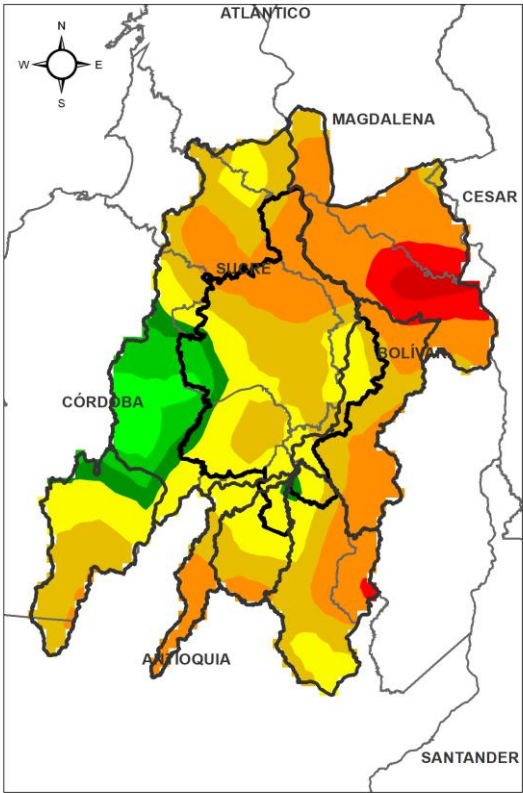 ATLÁNTICO
N
W
E
S
MAGDALENA
CESAR
SUCRE
BOLÍVAR
CÓRDOBA
ANTIOQUIA
SANTANDER